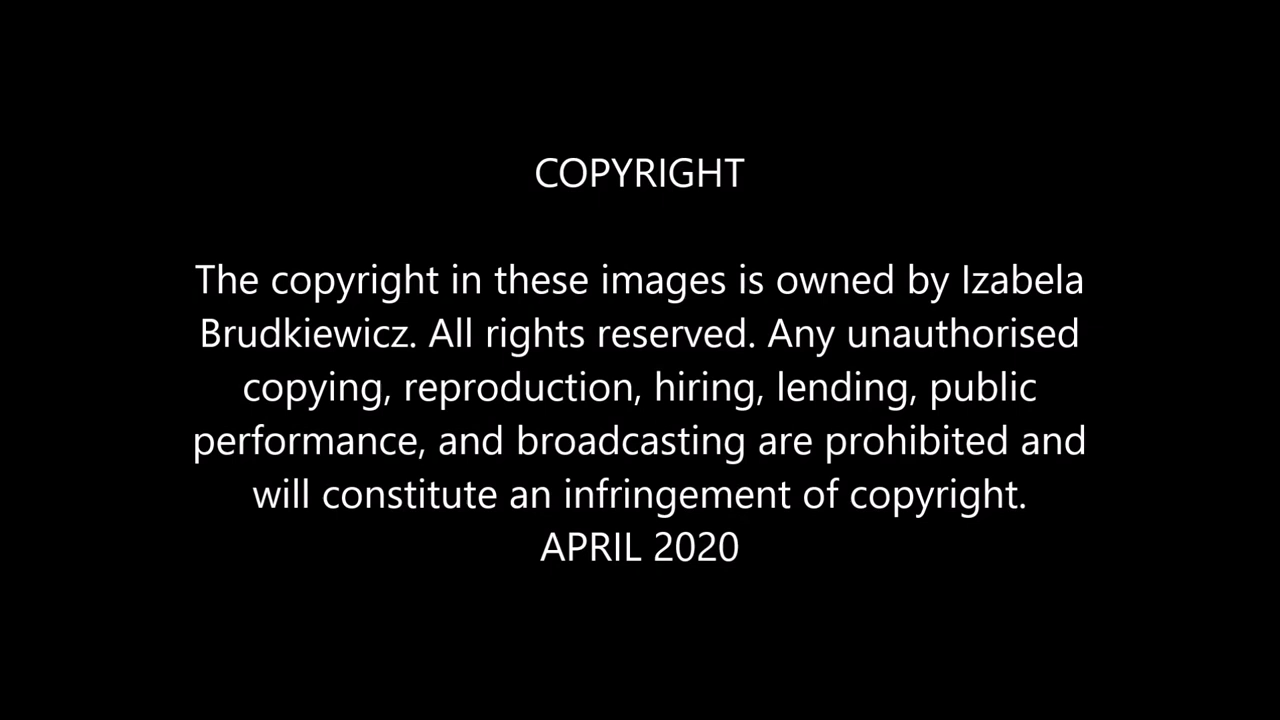 COPYRIGHT
The copyright in these images is owned by Izabela
Brudkiewicz. All rights reserved. Any unauthorised
copying, reproduction, hiring, lending, public
performance, and broadcasting are prohibited and
will constitute an infringement of copyright.
APRIL 2020